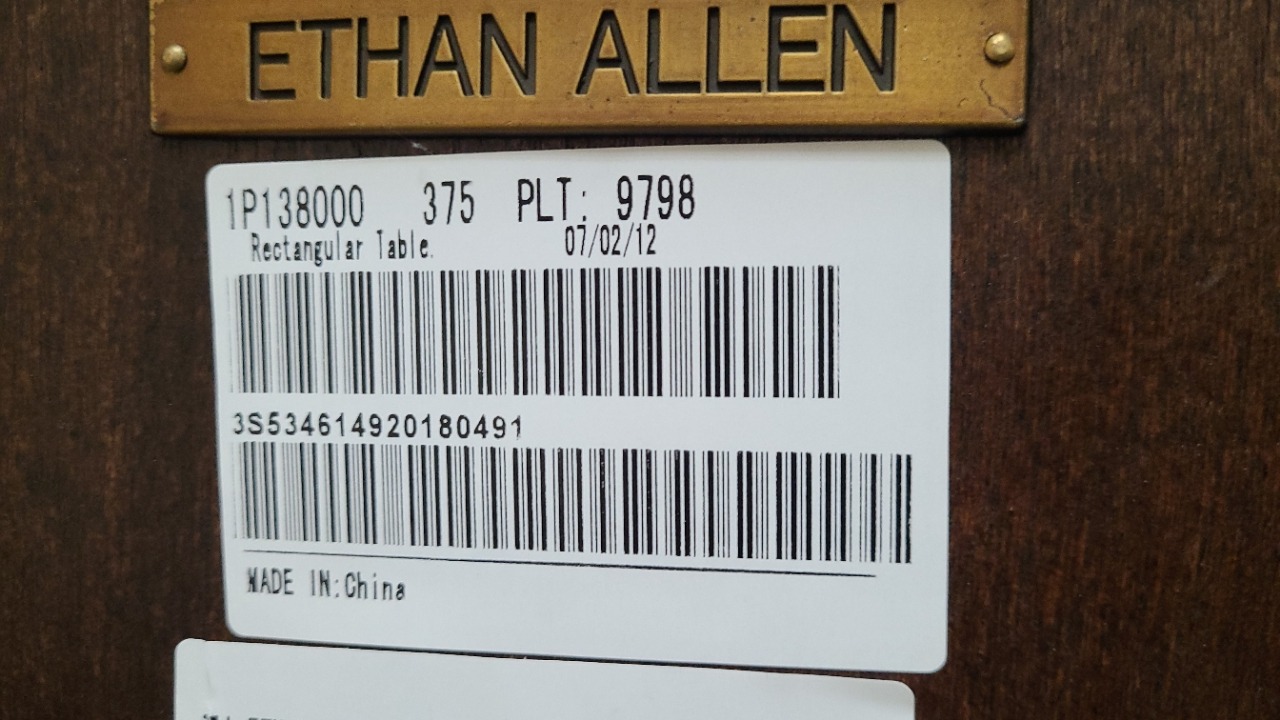 ETHAN ALLEN
1P138000 375 PLT: 9798
Rectangular Table. 07/02/12
3S534614920180491
MADE IN:China